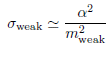 σ_weak ≃ α² / m²_weak